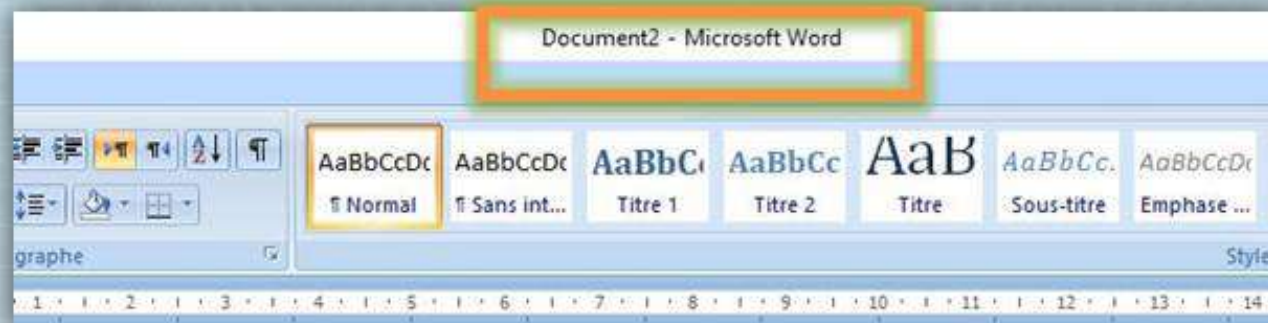 Document2 - Microsoft Word
AaBbCcDc AaBbCcDc AaBbC AaBbCc AaB AaBbCc. AaBbCcDc
¶ Normal ¶ Sans int... Titre 1 Titre 2 Titre Sous-titre Emphase ...
graphe Style
1 2 3 4 5 6 7 8 9 10 11 12 13 14